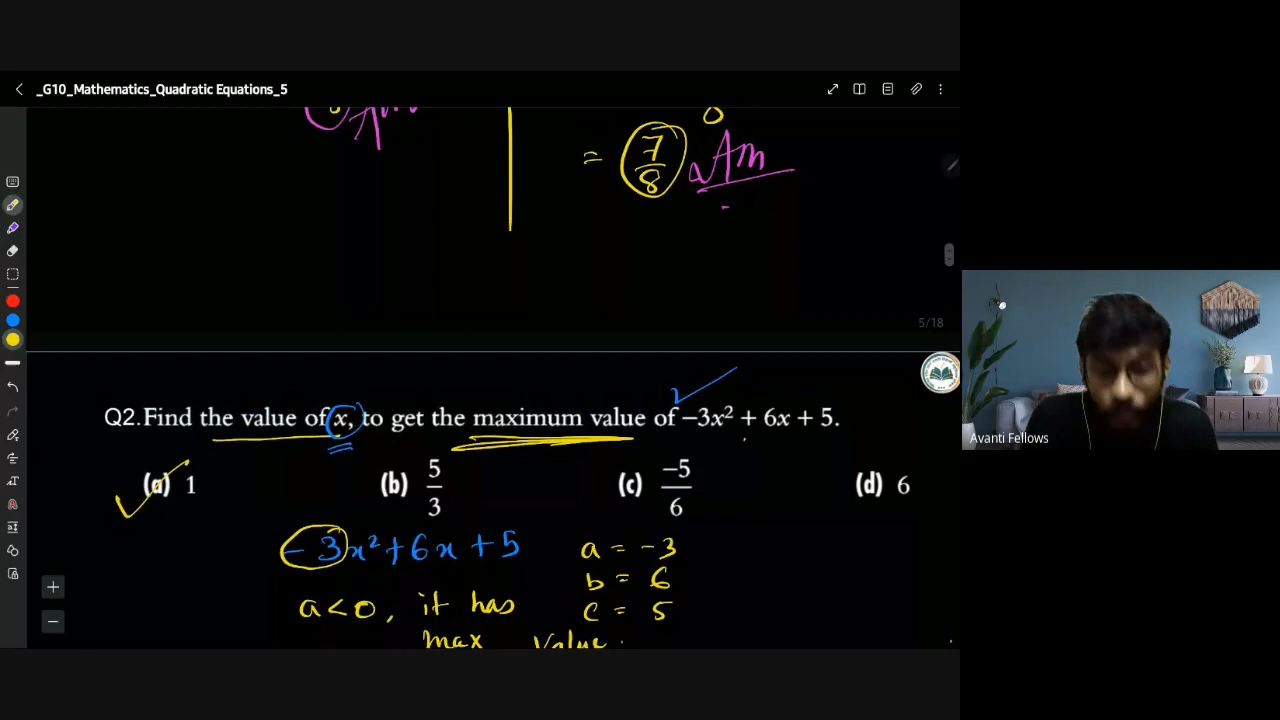 _G10_Mathematics_Quadratic Equations_5
= 7/8 Am
5/18
Q2.Find the value of x, to get the maximum value of −3x² + 6x + 5.
(a) 1 (b) 5/3 (c) −5/6 (d) 6
−3x² + 6x + 5 a = −3
b = 6
a<0, it has c = 5
max value.
Avanti Fellows